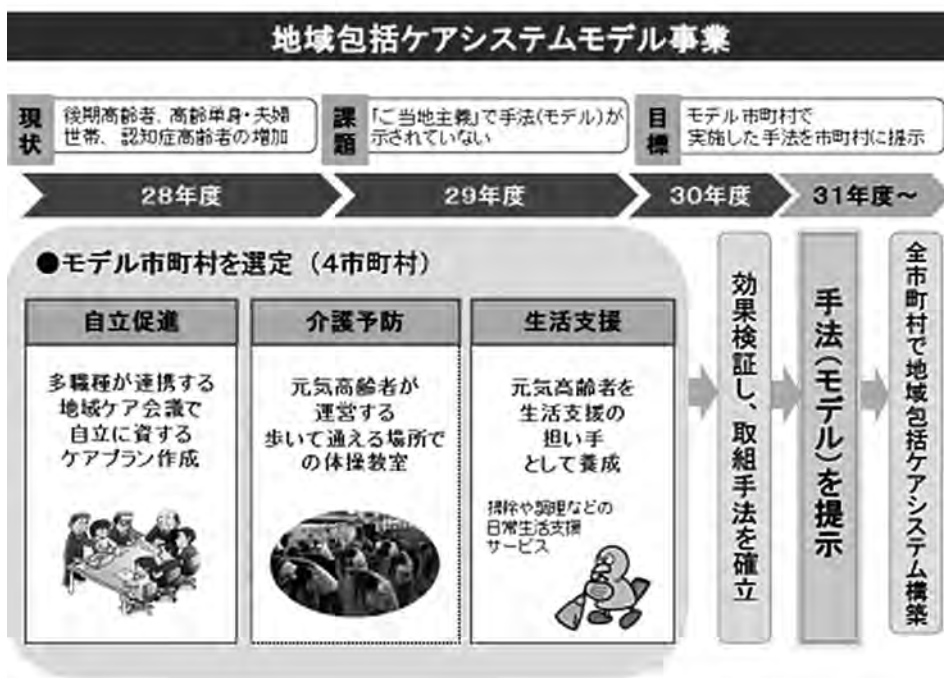 地域包括ケアシステムモデル事業
現状
後期高齢者、高齢単身・夫婦
世帯、認知症高齢者の増加
課題
「ご当地主義」で手法(モデル)が
示されていない
目標
モデル市町村で
実施した手法を市町村に提示
28年度
29年度
30年度
31年度～
●モデル市町村を選定（4市町村）
自立促進
多職種が連携する
地域ケア会議で
自立に資する
ケアプラン作成
介護予防
元気高齢者が
運営する
歩いて通える場所で
の体操教室
生活支援
元気高齢者を
生活支援の
担い手
として養成
掃除や調理などの
日常生活支援
サービス
効果検証し、取組手法を確立
手法(モデル)を提示
全市町村で地域包括ケアシステム構築